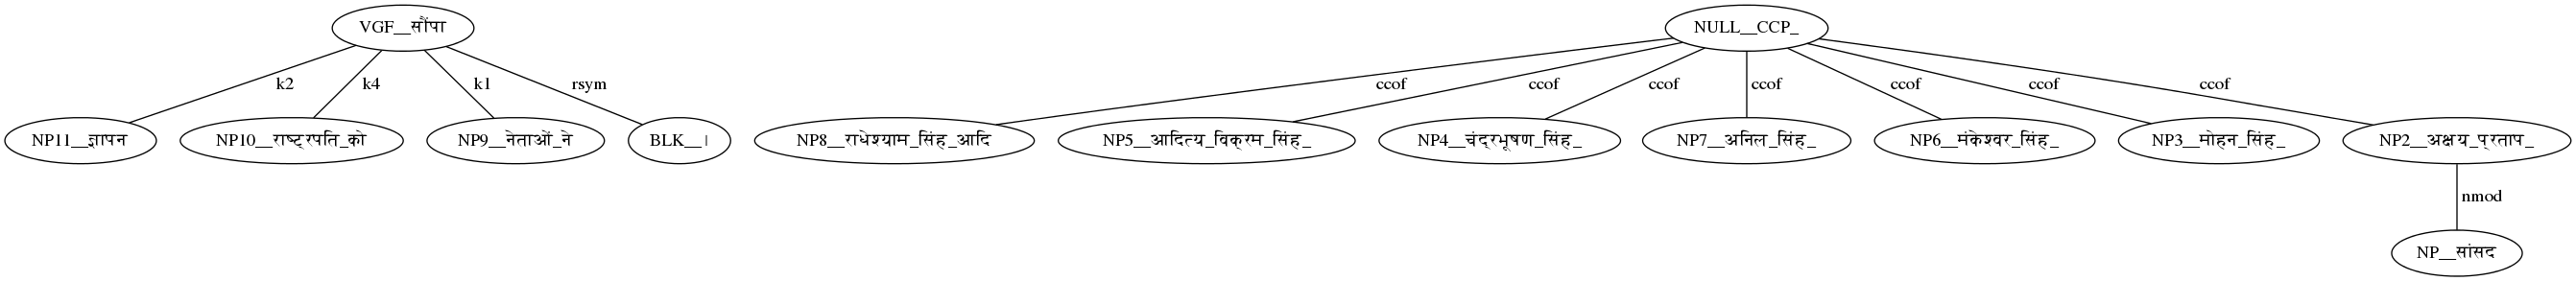 VGF__सौंपा NULL__CCP_
k2 k4 k1 rsym ccof ccof ccof ccof ccof ccof ccof
NP11__ज्ञापन NP10__राष्ट्रपति_को NP9__नेताओं_ने BLK__। NP8__राधेश्याम_सिंह_आदि NP5__आदित्य_विक्रम_सिंह_ NP4__चंद्रभूषण_सिंह_ NP7__अनिल_सिंह_ NP6__मंकेश्वर_सिंह_ NP3__मोहन_सिंह_ NP2__अक्षय_प्रताप_
nmod
NP__सांसद